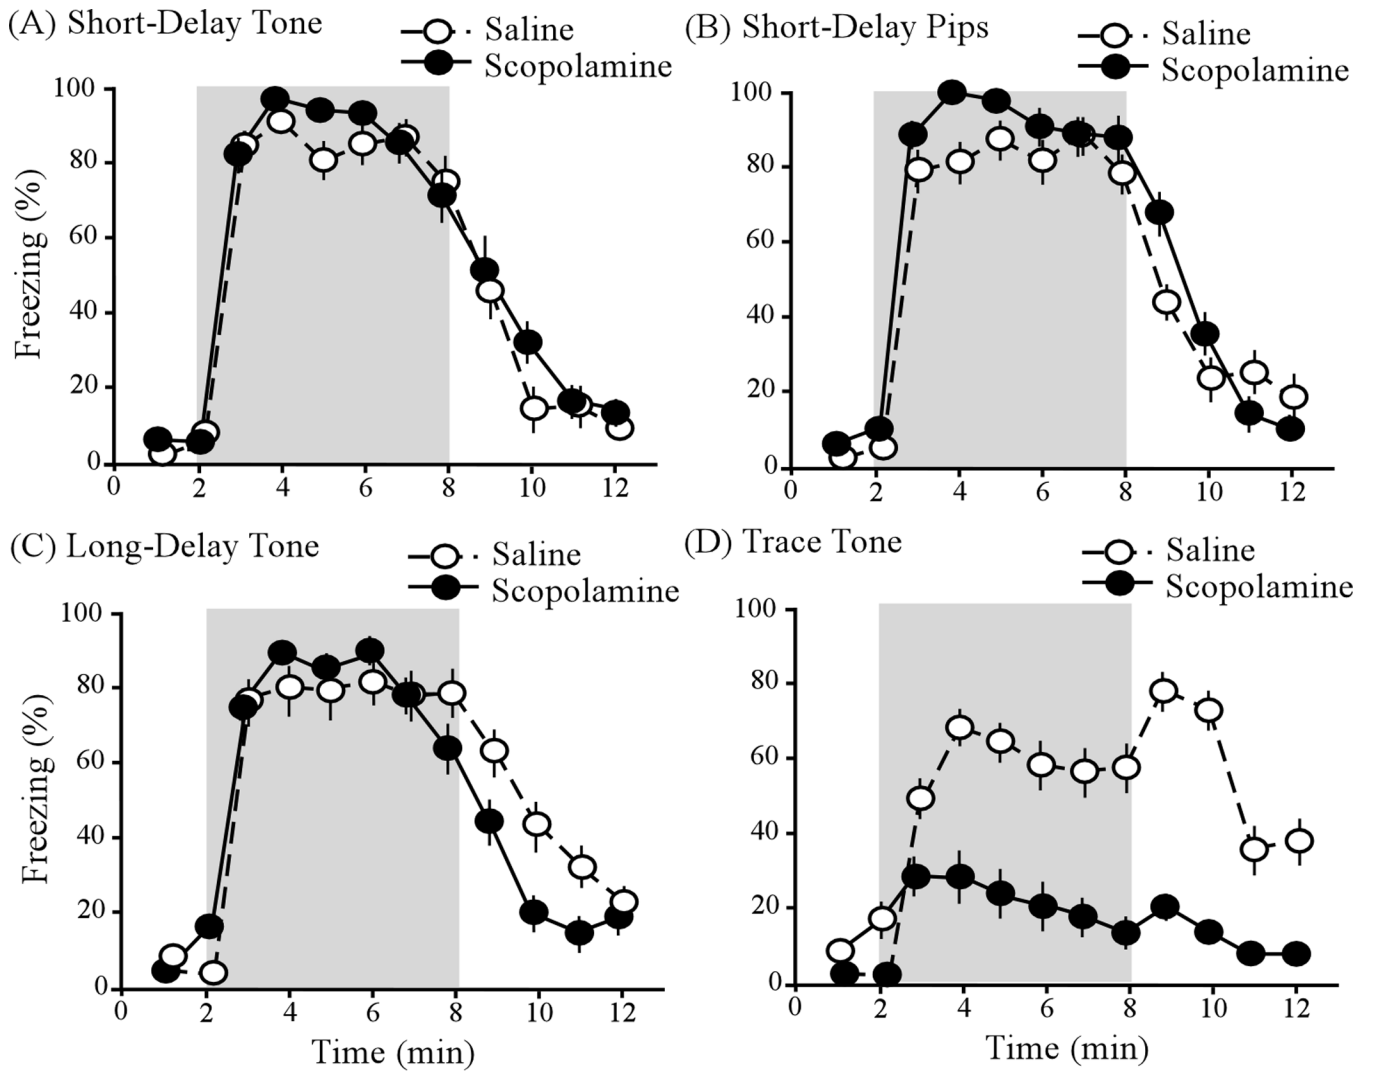 (A) Short-Delay Tone
Saline
Scopolamine
100
80
60
40
20
0
Freezing (%)
0 2 4 6 8 10 12
(B) Short-Delay Pips
Saline
Scopolamine
100
80
60
40
20
0
0 2 4 6 8 10 12
(C) Long-Delay Tone
Saline
Scopolamine
100
80
60
40
20
0
Freezing (%)
0 2 4 6 8 10 12
Time (min)
(D) Trace Tone
Saline
Scopolamine
100
80
60
40
20
0
0 2 4 6 8 10 12
Time (min)